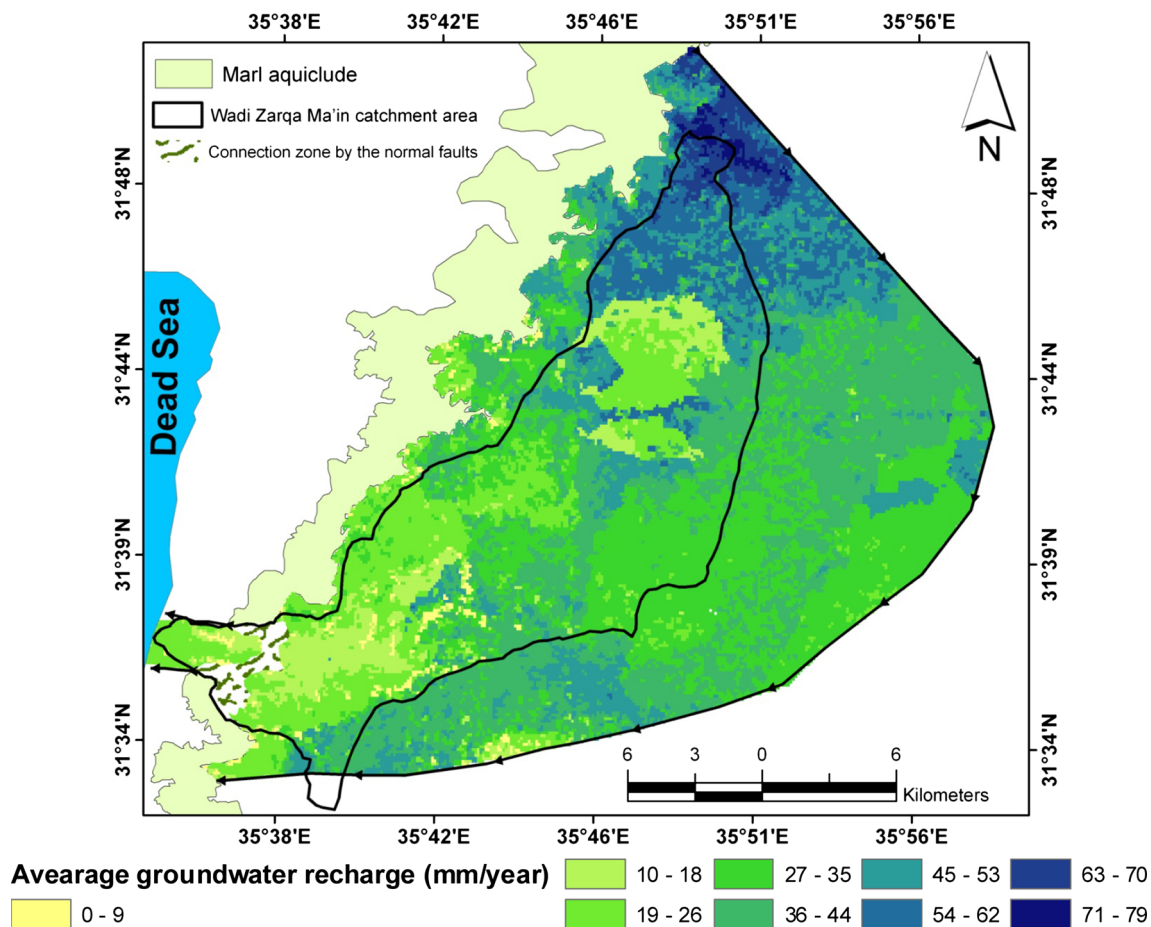 35°38'E 35°42'E 35°46'E 35°51'E 35°56'E
Marl aquiclude
Wadi Zarqa Ma'in catchment area
Connection zone by the normal faults
N
31°48'N
31°48'N
Dead Sea
31°44'N
31°44'N
31°39'N
31°39'N
31°34'N
31°34'N
6 3 0 6
Kilometers
35°38'E 35°42'E 35°46'E 35°51'E 35°56'E
Avearage groundwater recharge (mm/year)
0 - 9
10 - 18 27 - 35 45 - 53 63 - 70
19 - 26 36 - 44 54 - 62 71 - 79